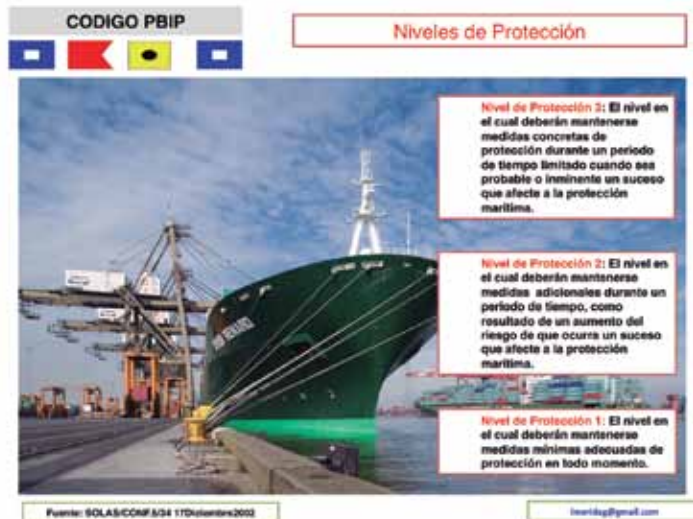 CODIGO PBIP
Niveles de Protección
Nivel de Protección 3: El nivel en
el cual deberán mantenerse
medidas concretas de
protección durante un periodo
de tiempo limitado cuando sea
probable o inminente un suceso
que afecte a la protección
marítima.
Nivel de Protección 2: El nivel en
el cual deberán mantenerse
medidas adicionales durante un
periodo de tiempo, como
resultado de un aumento del
riesgo de que ocurra un suceso
que afecte a la protección
marítima.
Nivel de Protección 1: El nivel en
el cual deberán mantenerse
medidas mínimas adecuadas de
protección en todo momento.
Fuente: SOLAS/CONF.5/34 17Diciembre2002